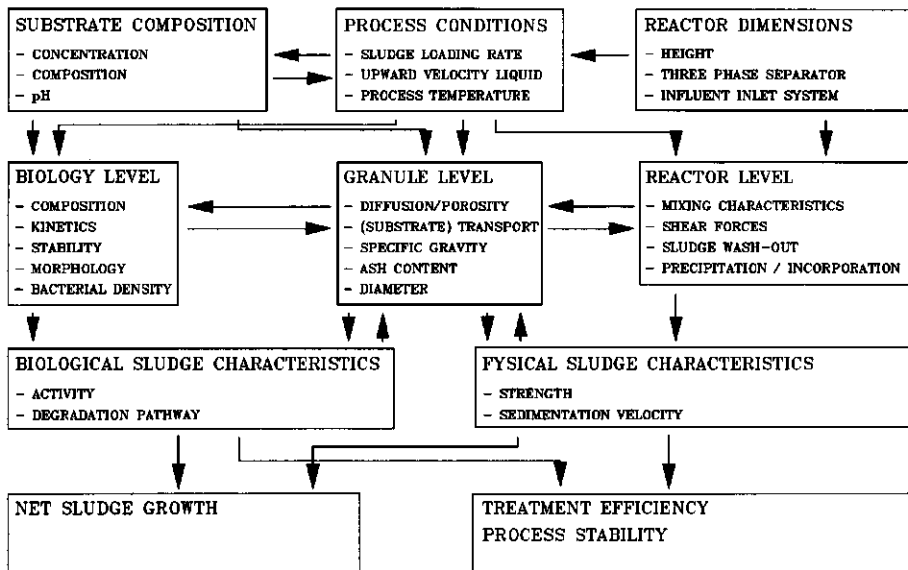 SUBSTRATE COMPOSITION
- CONCENTRATION
- COMPOSITION
- pH
PROCESS CONDITIONS
- SLUDGE LOADING RATE
- UPWARD VELOCITY LIQUID
- PROCESS TEMPERATURE
REACTOR DIMENSIONS
- HEIGHT
- THREE PHASE SEPARATOR
- INFLUENT INLET SYSTEM
BIOLOGY LEVEL
- COMPOSITION
- KINETICS
- STABILITY
- MORPHOLOGY
- BACTERIAL DENSITY
GRANULE LEVEL
- DIFFUSION/POROSITY
- (SUBSTRATE) TRANSPORT
- SPECIFIC GRAVITY
- ASH CONTENT
- DIAMETER
REACTOR LEVEL
- MIXING CHARACTERISTICS
- SHEAR FORCES
- SLUDGE WASH-OUT
- PRECIPITATION / INCORPORATION
BIOLOGICAL SLUDGE CHARACTERISTICS
- ACTIVITY
- DEGRADATION PATHWAY
FYSICAL SLUDGE CHARACTERISTICS
- STRENGTH
- SEDIMENTATION VELOCITY
NET SLUDGE GROWTH
TREATMENT EFFICIENCY
PROCESS STABILITY